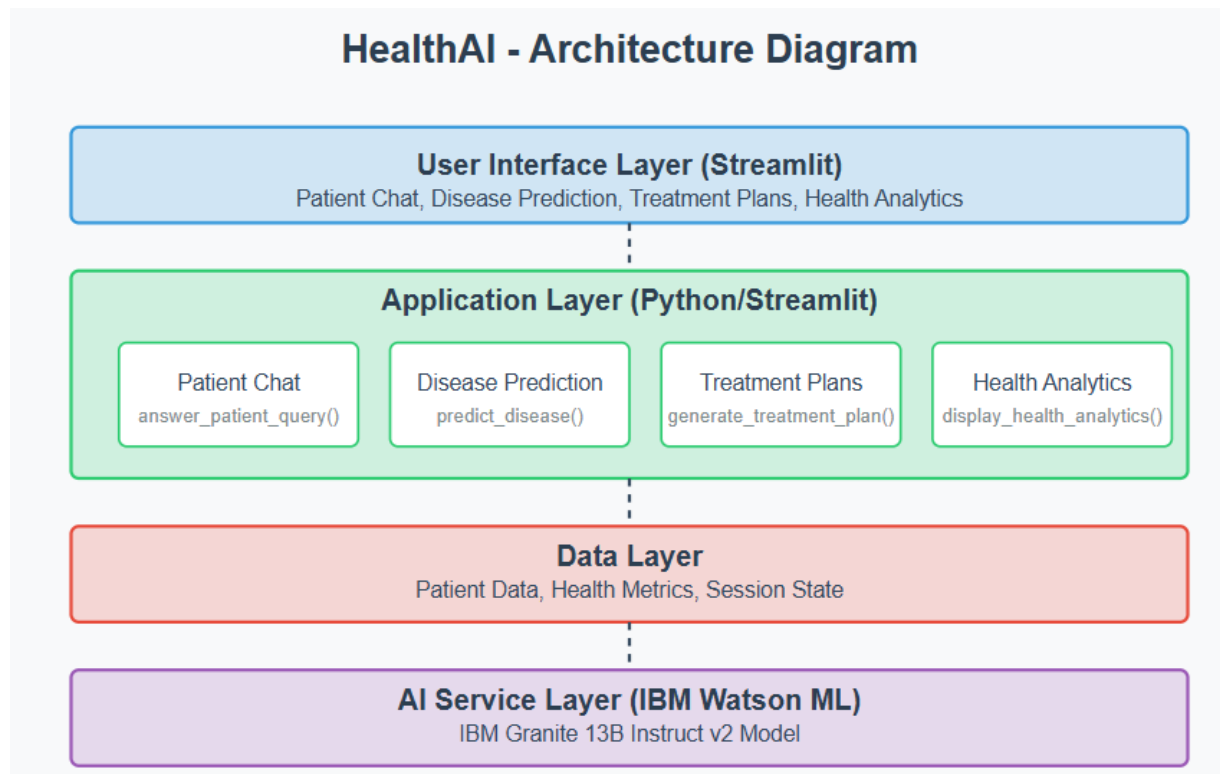 HealthAI - Architecture Diagram
User Interface Layer (Streamlit)
Patient Chat, Disease Prediction, Treatment Plans, Health Analytics
Application Layer (Python/Streamlit)
Patient Chat
answer_patient_query()
Disease Prediction
predict_disease()
Treatment Plans
generate_treatment_plan()
Health Analytics
display_health_analytics()
Data Layer
Patient Data, Health Metrics, Session State
AI Service Layer (IBM Watson ML)
IBM Granite 13B Instruct v2 Model